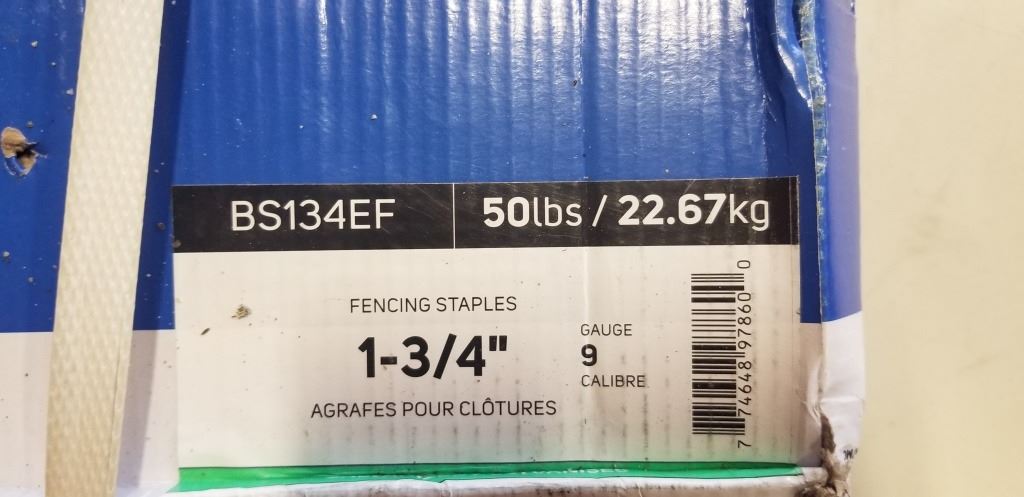 BS134EF
50lbs / 22.67kg
FENCING STAPLES
1-3/4"
AGRAFES POUR CLÔTURES
GAUGE
9
CALIBRE
7 74648 97860 0